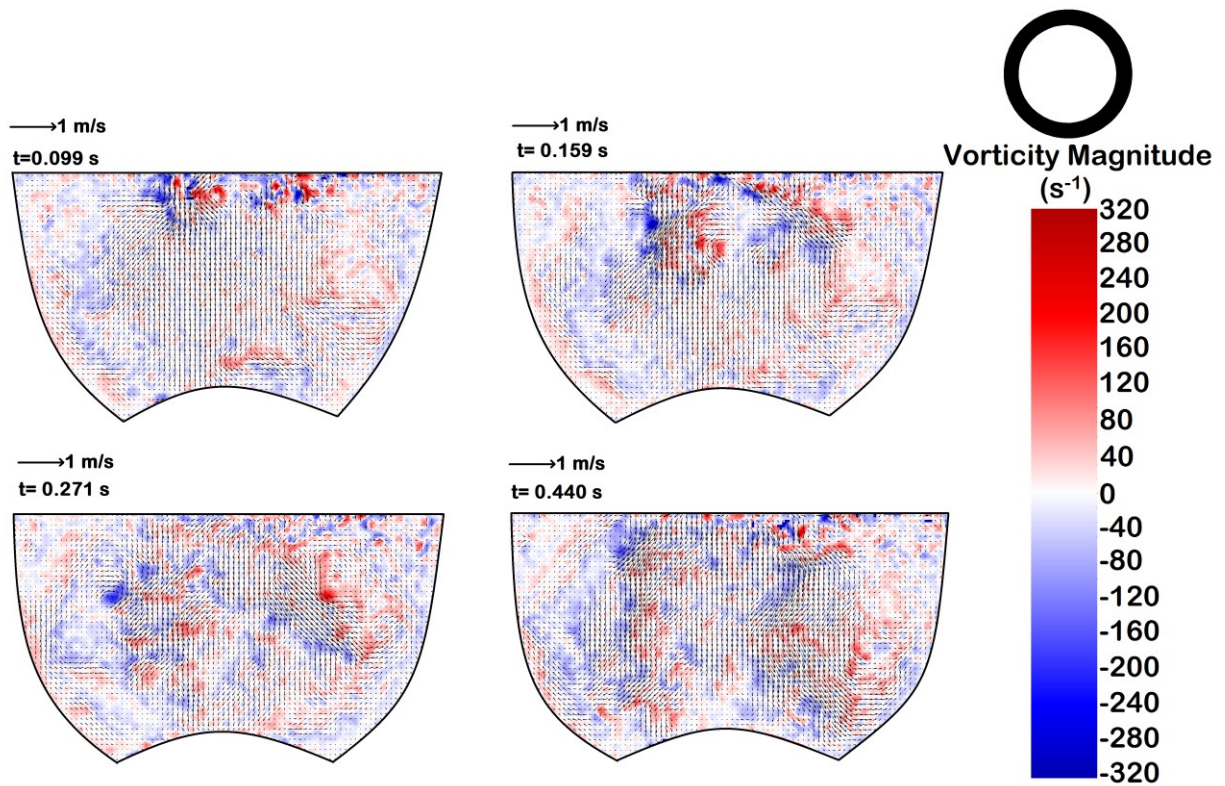 1 m/s
t=0.099 s
1 m/s
t= 0.159 s
Vorticity Magnitude
(s-1)
320
280
240
200
160
120
80
40
0
-40
-80
-120
-160
-200
-240
-280
-320
1 m/s
t= 0.271 s
1 m/s
t= 0.440 s